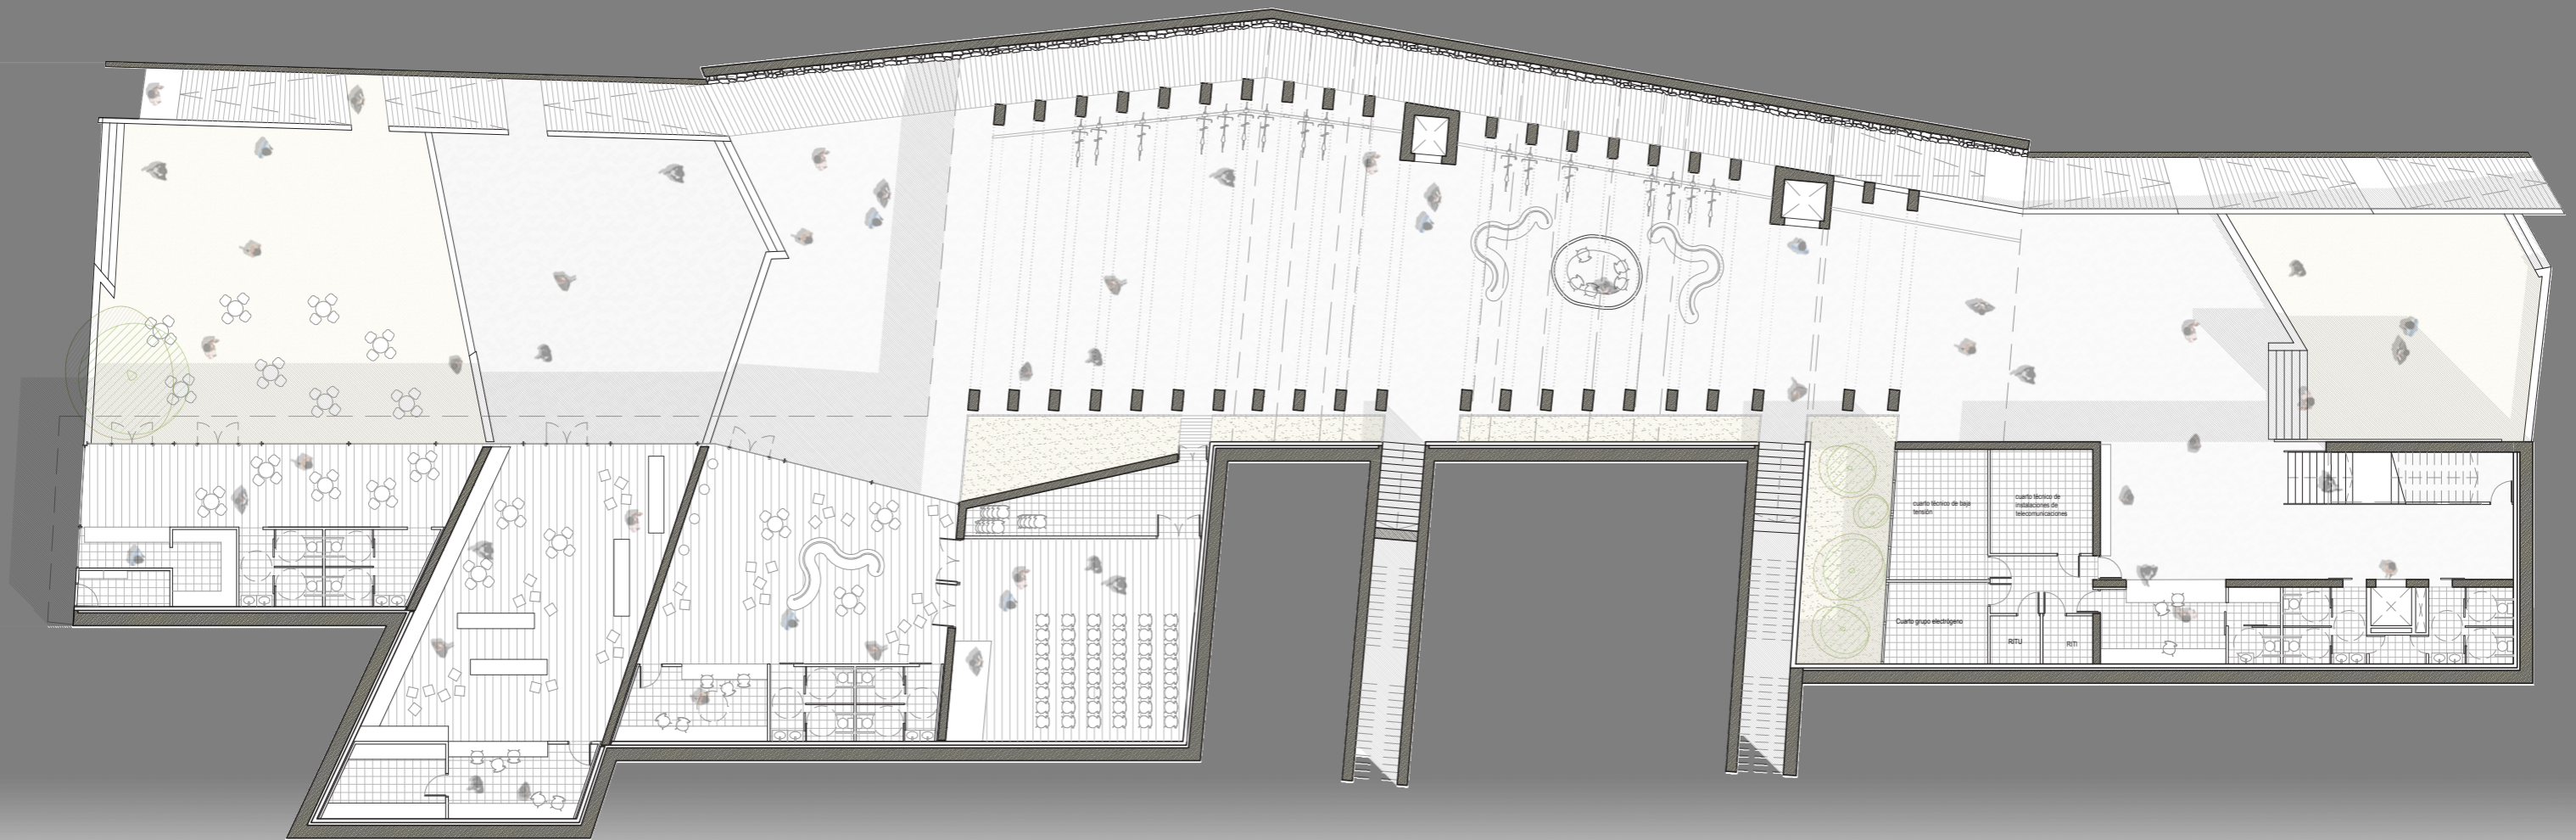 cuarto técnico de baja
tensión
cuarto técnico de
instalaciones de
telecomunicaciones
Cuarto grupo electrógeno
RITU
RITI